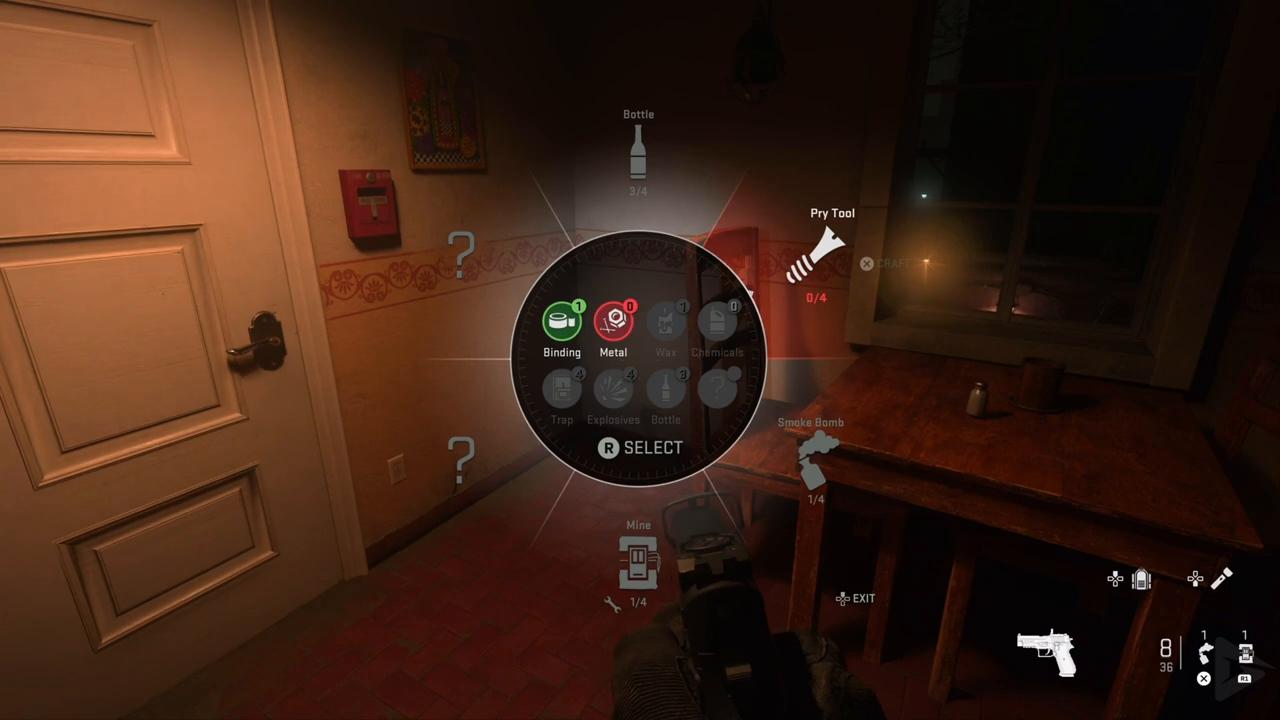 Bottle
3/4
Pry Tool
CRAFT
0/4
1
0
1
0
Binding
Metal
Wax
Chemicals
4
4
3
Trap
Explosives
Bottle
R SELECT
Smoke Bomb
1/4
Mine
1/4
EXIT
8
36
1
1
R1